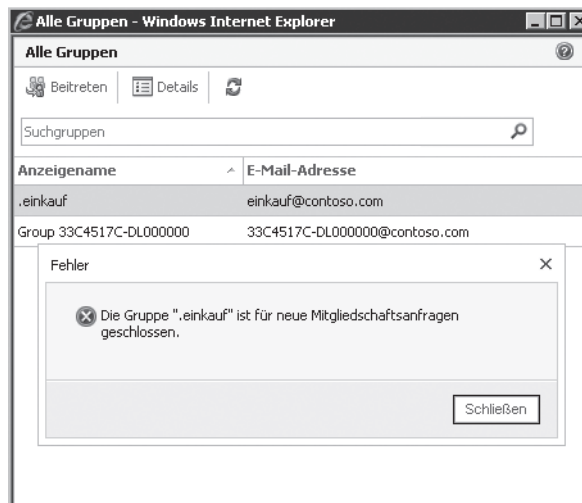 Alle Gruppen - Windows Internet Explorer
Alle Gruppen
Beitreten Details
Suchgruppen
Anzeigename E-Mail-Adresse
.einkauf einkauf@contoso.com
Group 33C4517C-DL000000 33C4517C-DL000000@contoso.com
Fehler
Die Gruppe ".einkauf" ist für neue Mitgliedschaftsanfragen
geschlossen.
Schließen